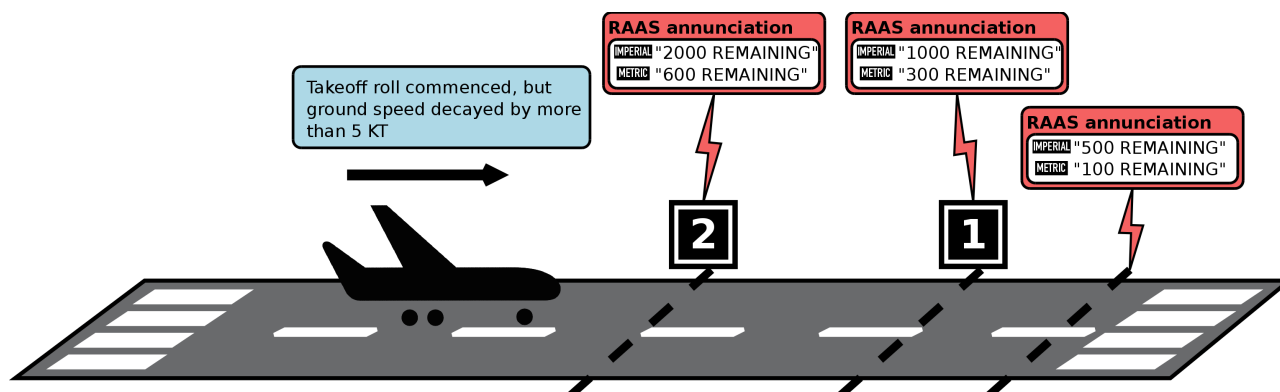 Takeoff roll commenced, but
ground speed decayed by more
than 5 KT
RAAS annunciation
IMPERIAL "2000 REMAINING"
METRIC "600 REMAINING"
RAAS annunciation
IMPERIAL "1000 REMAINING"
METRIC "300 REMAINING"
RAAS annunciation
IMPERIAL "500 REMAINING"
METRIC "100 REMAINING"
2
1